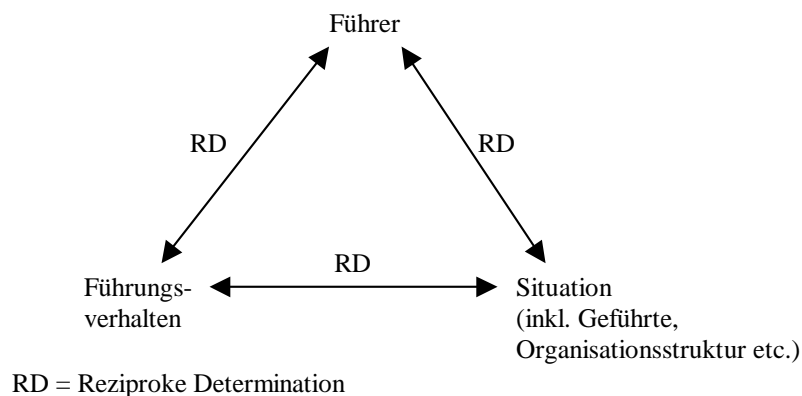 Führer
RD
RD
RD
Führungs-
verhalten
Situation
(inkl. Geführte,
Organisationsstruktur etc.)
RD = Reziproke Determination